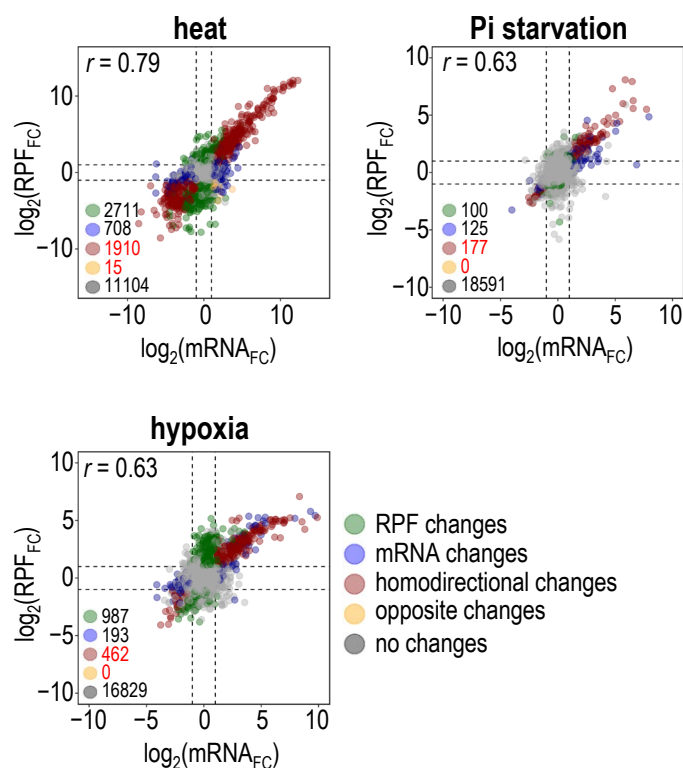 heat
r = 0.79
log2(RPFFC)
10
0
−10
2711
708
1910
15
11104
−10
0
10
log2(mRNAFC)
Pi starvation
r = 0.63
log2(RPFFC)
10
5
0
−5
−10
100
125
177
0
18591
−10
−5
0
5
10
log2(mRNAFC)
hypoxia
r = 0.63
log2(RPFFC)
10
5
0
−5
−10
987
193
462
0
16829
−10
−5
0
5
10
log2(mRNAFC)
RPF changes
mRNA changes
homodirectional changes
opposite changes
no changes